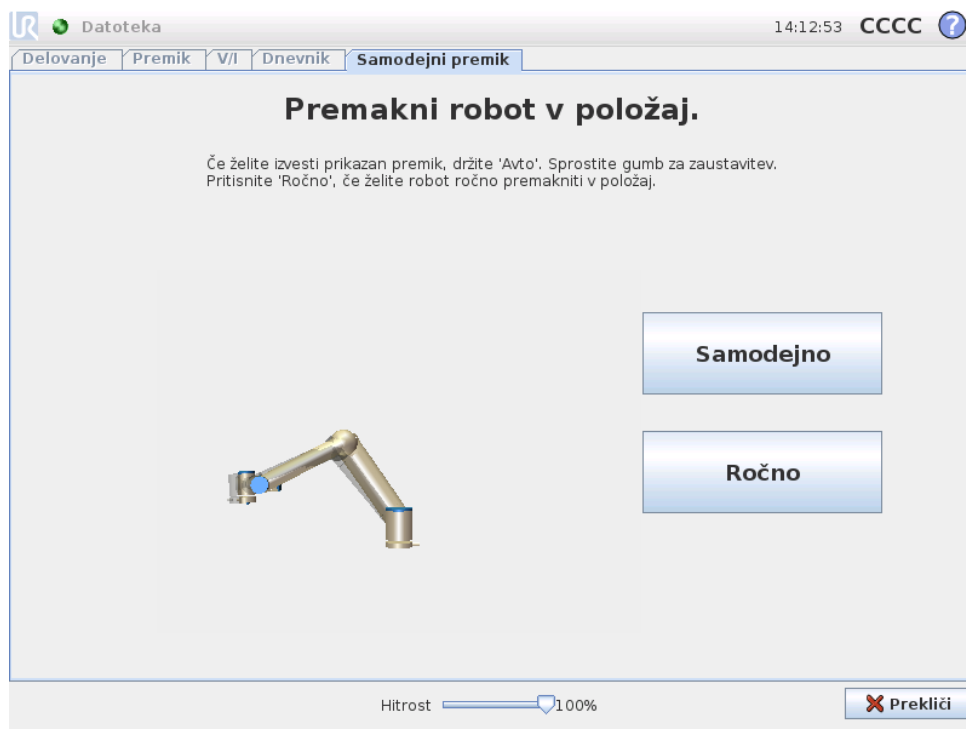 UR Datoteka 14:12:53 CCCC ?
Delovanje Premik V/I Dnevnik Samodejni premik
Premakni robot v položaj.
Če želite izvesti prikazan premik, držite 'Avto'. Sprostite gumb za zaustavitev.
Pritisnite 'Ročno', če želite robot ročno premakniti v položaj.
Samodejno
Ročno
Hitrost 100% Prekliči